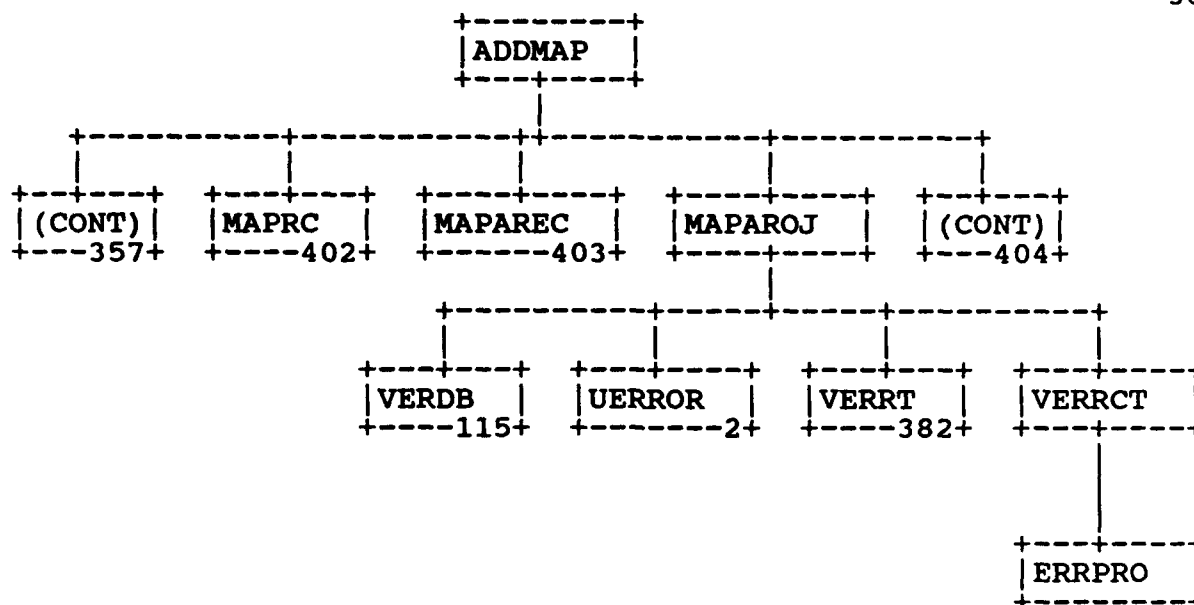 ADDMAP
(CONT) MAPRC MAPAREC MAPAROJ (CONT)
357 402 403 404
VERDB UERROR VERRT VERRCT
115 2 382
ERRPRO